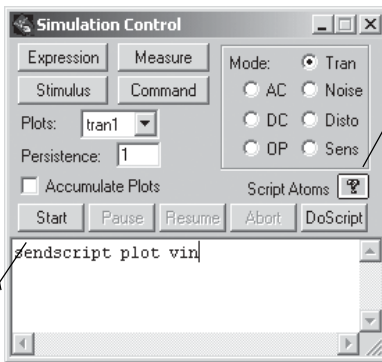 Simulation Control
Expression Measure
Stimulus Command
Plots: tran1
Persistence: 1
Accumulate Plots
Mode: Tran
AC Noise
DC Disto
OP Sens
Script Atoms ?
Start Pause Resume Abort DoScript
sendscript plot vin